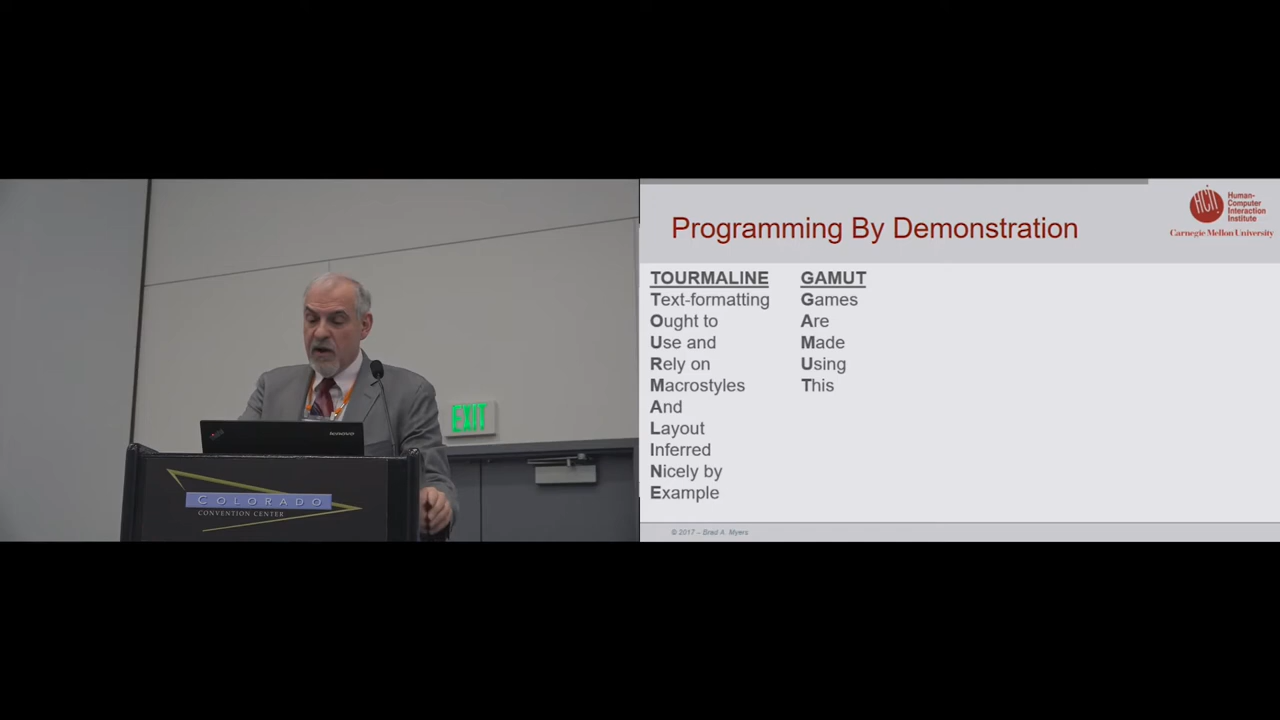 EXIT
lenovo
COLORADO
CONVENTION CENTER
Programming By Demonstration
Human-
Computer
Interaction
Institute
Carnegie Mellon University
TOURMALINE
Text-formatting
Ought to
Use and
Rely on
Macrostyles
And
Layout
Inferred
Nicely by
Example
GAMUT
Games
Are
Made
Using
This
© 2017 – Brad A. Myers